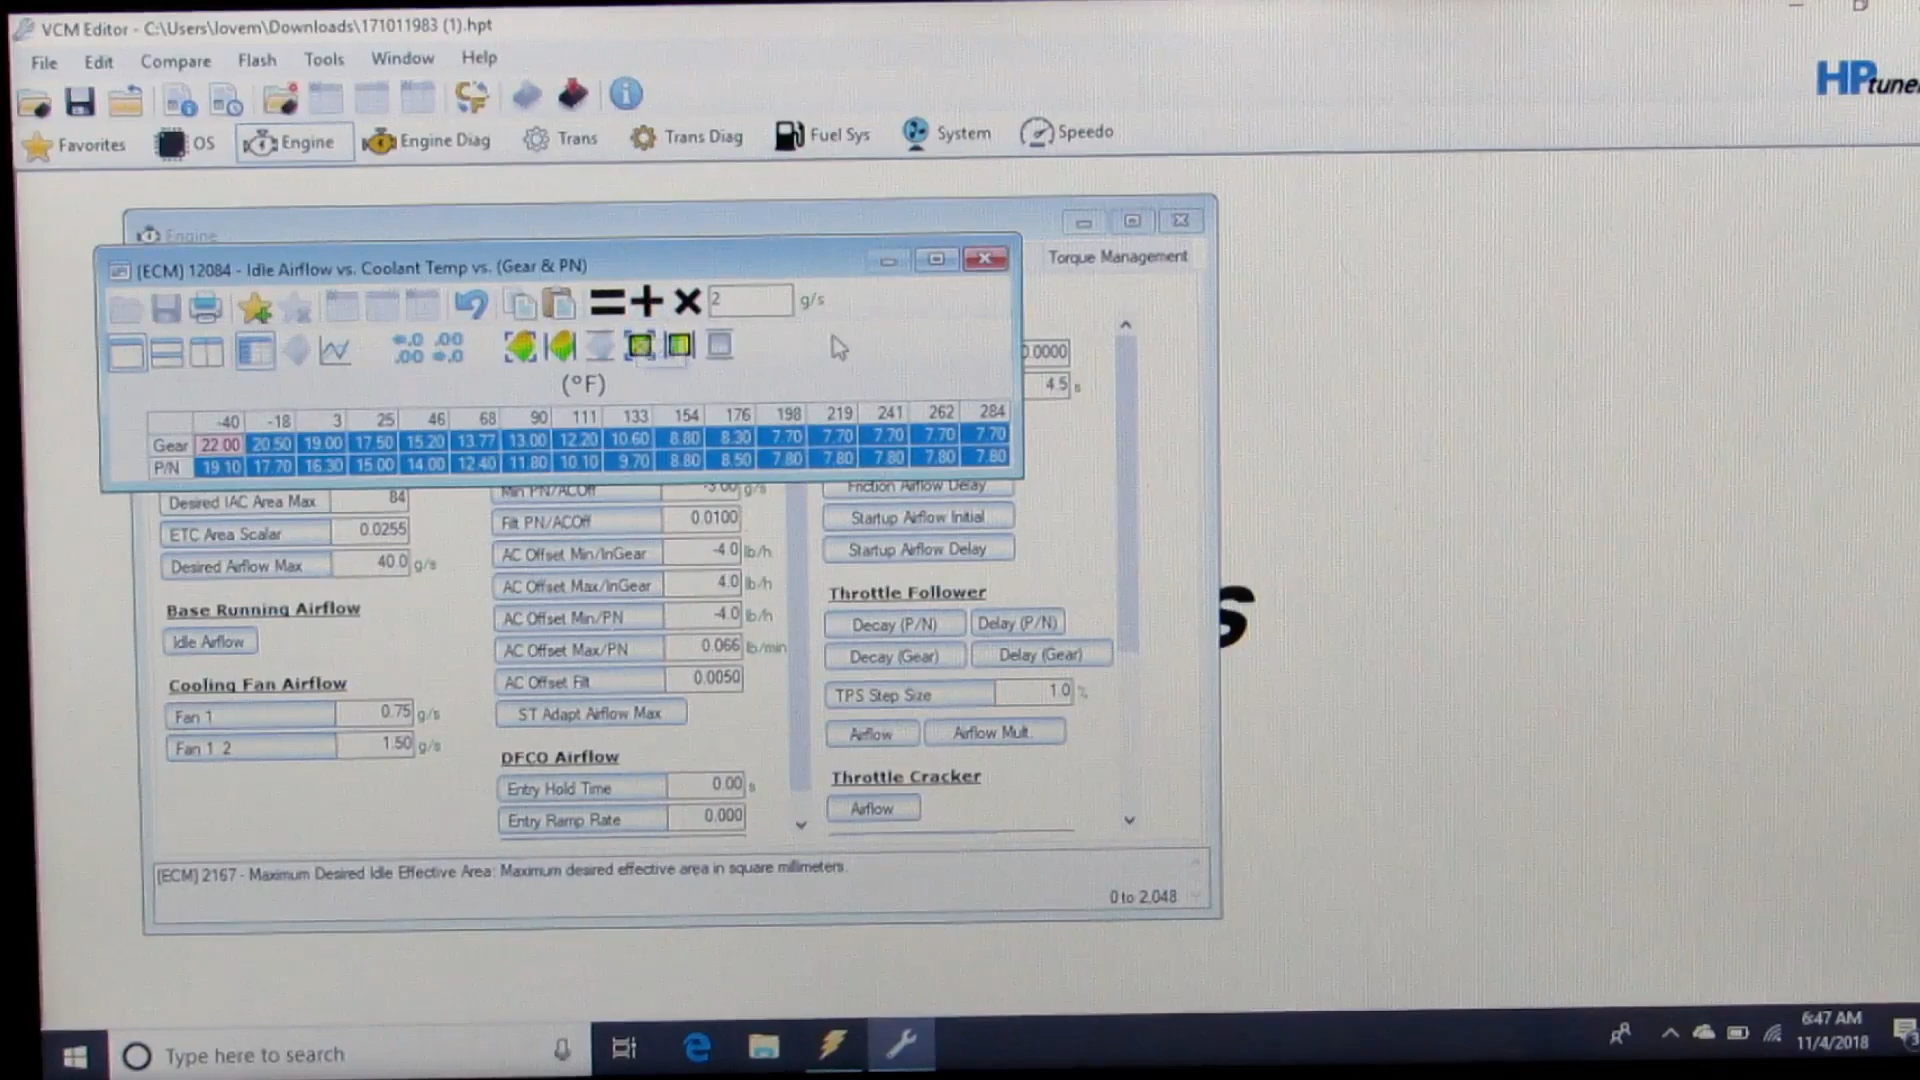 VCM Editor - C:\Users\lovem\Downloads\171011983 (1).hpt
File Edit Compare Flash Tools Window Help
HPtune
Favorites OS Engine Engine Diag Trans Trans Diag Fuel Sys System Speedo
Engine
Torque Management
[ECM] 12084 - Idle Airflow vs. Coolant Temp vs. (Gear & PN)
2 g/s
(°F)
-40 -18 3 25 46 68 90 111 133 154 176 198 219 241 262 284
Gear 22.00 20.50 19.00 17.50 15.20 13.77 13.00 12.20 10.60 8.80 8.30 7.70 7.70 7.70 7.70 7.70
P/N 19.10 17.70 16.30 15.00 14.00 12.40 11.80 10.10 9.70 8.80 8.50 7.80 7.80 7.80 7.80 7.80
0.0000
4.5 s
Desired IAC Area Max 84
ETC Area Scalar 0.0255
Desired Airflow Max 40.0 g/s
Base Running Airflow
Idle Airflow
Cooling Fan Airflow
Fan 1 0.75 g/s
Fan 1 2 1.50 g/s
Min PN/ACOff -3.00 g/s
Filt PN/ACOff 0.0100
AC Offset Min/InGear -4.0 lb/h
AC Offset Max/InGear 4.0 lb/h
AC Offset Min/PN -4.0 lb/h
AC Offset Max/PN 0.066 lb/min
AC Offset Filt 0.0050
ST Adapt Airflow Max
DFCO Airflow
Entry Hold Time 0.00 s
Entry Ramp Rate 0.000
Friction Airflow Delay
Startup Airflow Initial
Startup Airflow Delay
Throttle Follower
Decay (P/N) Delay (P/N)
Decay (Gear) Delay (Gear)
TPS Step Size 1.0 %
Airflow Airflow Mult.
Throttle Cracker
Airflow
s
[ECM] 2167 - Maximum Desired Idle Effective Area: Maximum desired effective area in square millimeters.
0 to 2,048
Type here to search
6:47 AM
11/4/2018
3